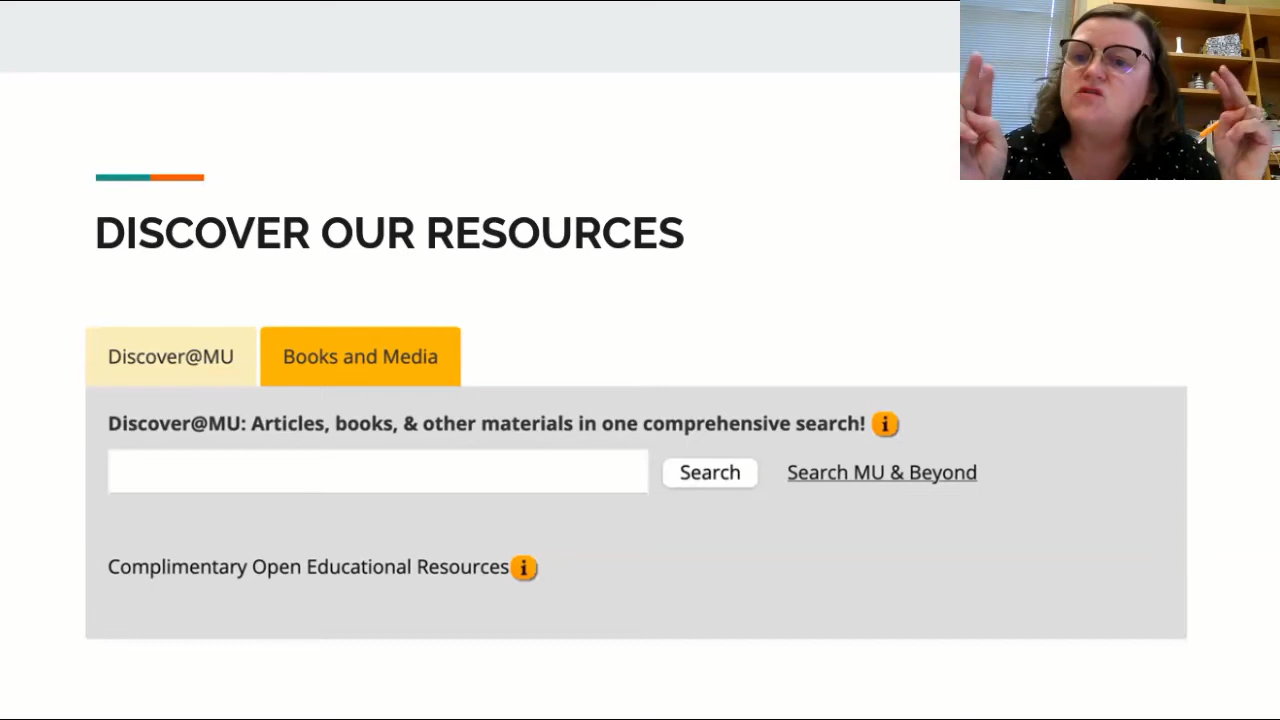 DISCOVER OUR RESOURCES
Discover@MU
Books and Media
Discover@MU: Articles, books, & other materials in one comprehensive search! i
Search
Search MU & Beyond
Complimentary Open Educational Resources i